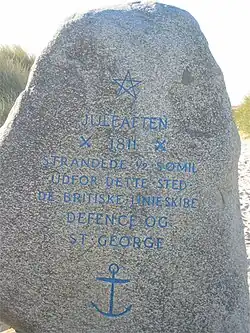 JULEAFTEN
1811
STRANDEDE ½ SØMIL
UDFOR DETTE STED
DE BRITISKE LINIESKIBE
DEFENCE OG
ST. GEORGE